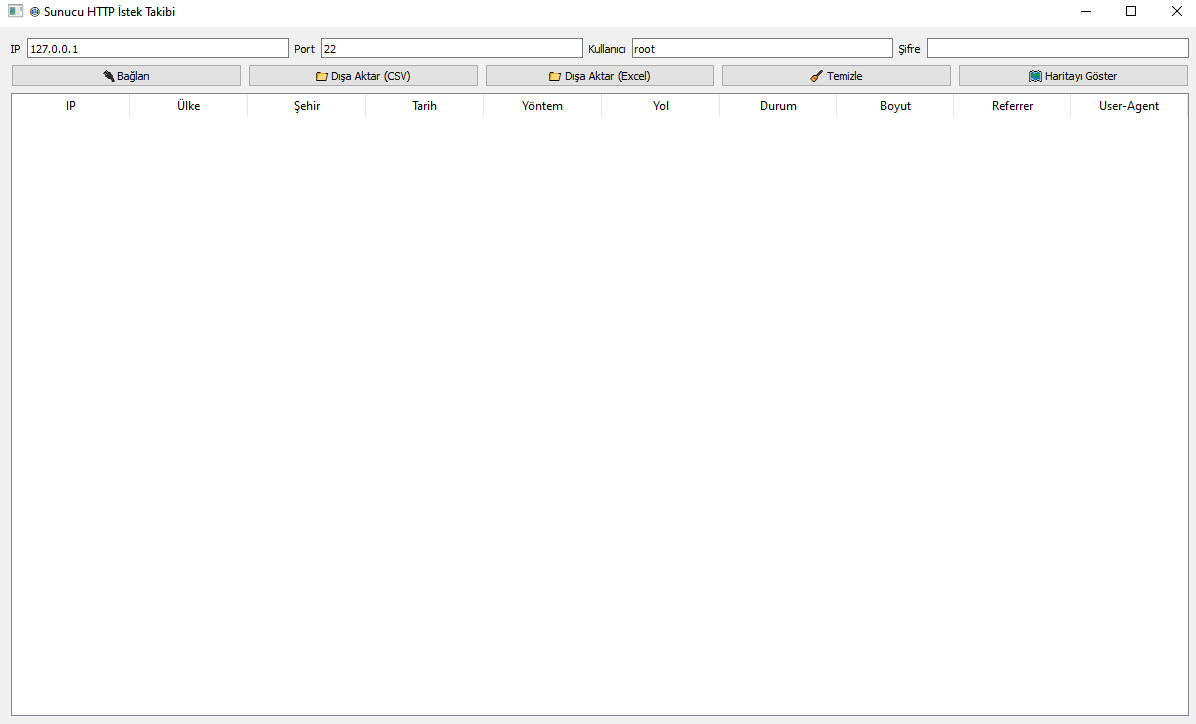 Sunucu HTTP İstek Takibi
IP 127.0.0.1 Port 22 Kullanıcı root Şifre
Bağlan Dışa Aktar (CSV) Dışa Aktar (Excel) Temizle Haritayı Göster
IP Ülke Şehir Tarih Yöntem Yol Durum Boyut Referrer User-Agent